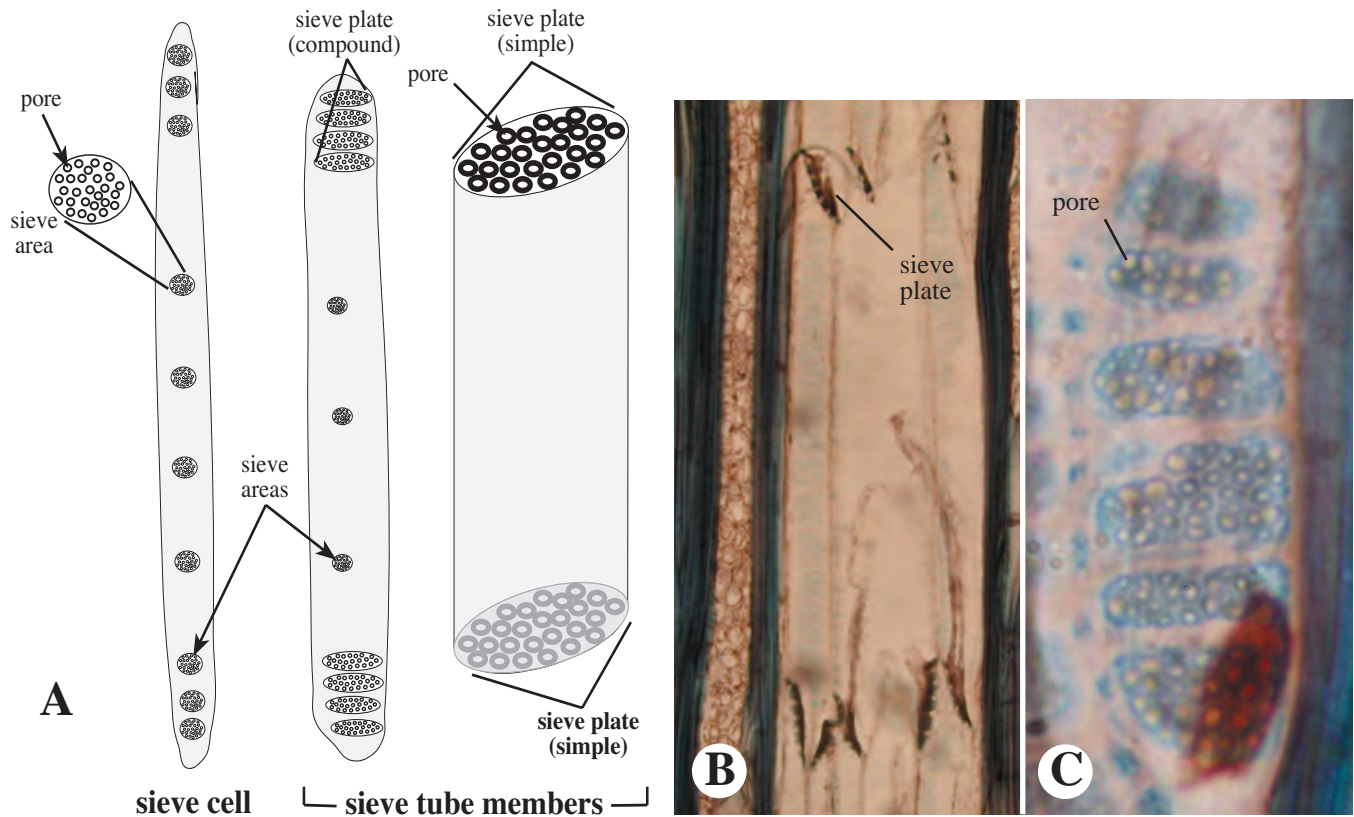 sieve plate
(compound)
sieve plate
(simple)
pore
pore
sieve
area
sieve
areas
sieve plate
(simple)
A
sieve cell
sieve tube members
sieve
plate
B
pore
C